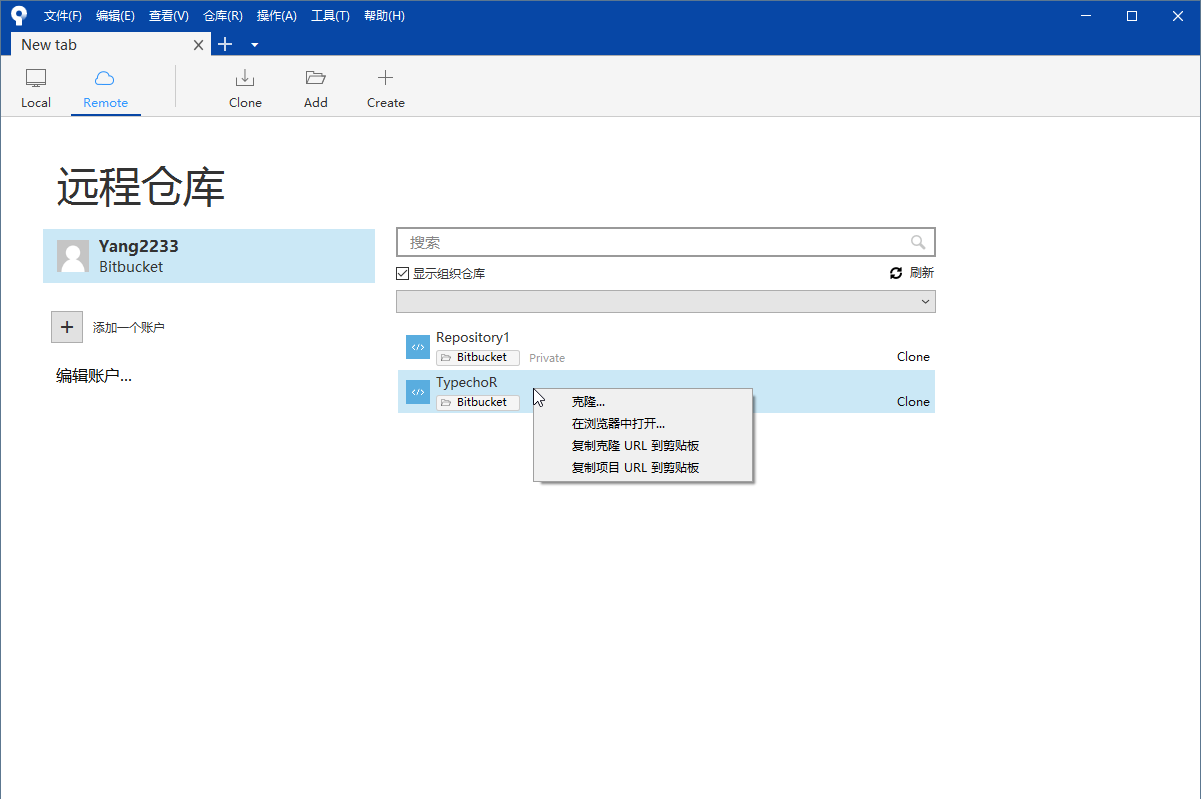 文件(F) 编辑(E) 查看(V) 仓库(R) 操作(A) 工具(T) 帮助(H)
New tab
Local Remote Clone Add Create
远程仓库
Yang2233
Bitbucket
添加一个账户
编辑账户...
搜索
显示组织仓库 刷新
Repository1
Bitbucket Private Clone
TypechoR
Bitbucket Clone
克隆...
在浏览器中打开...
复制克隆 URL 到剪贴板
复制项目 URL 到剪贴板